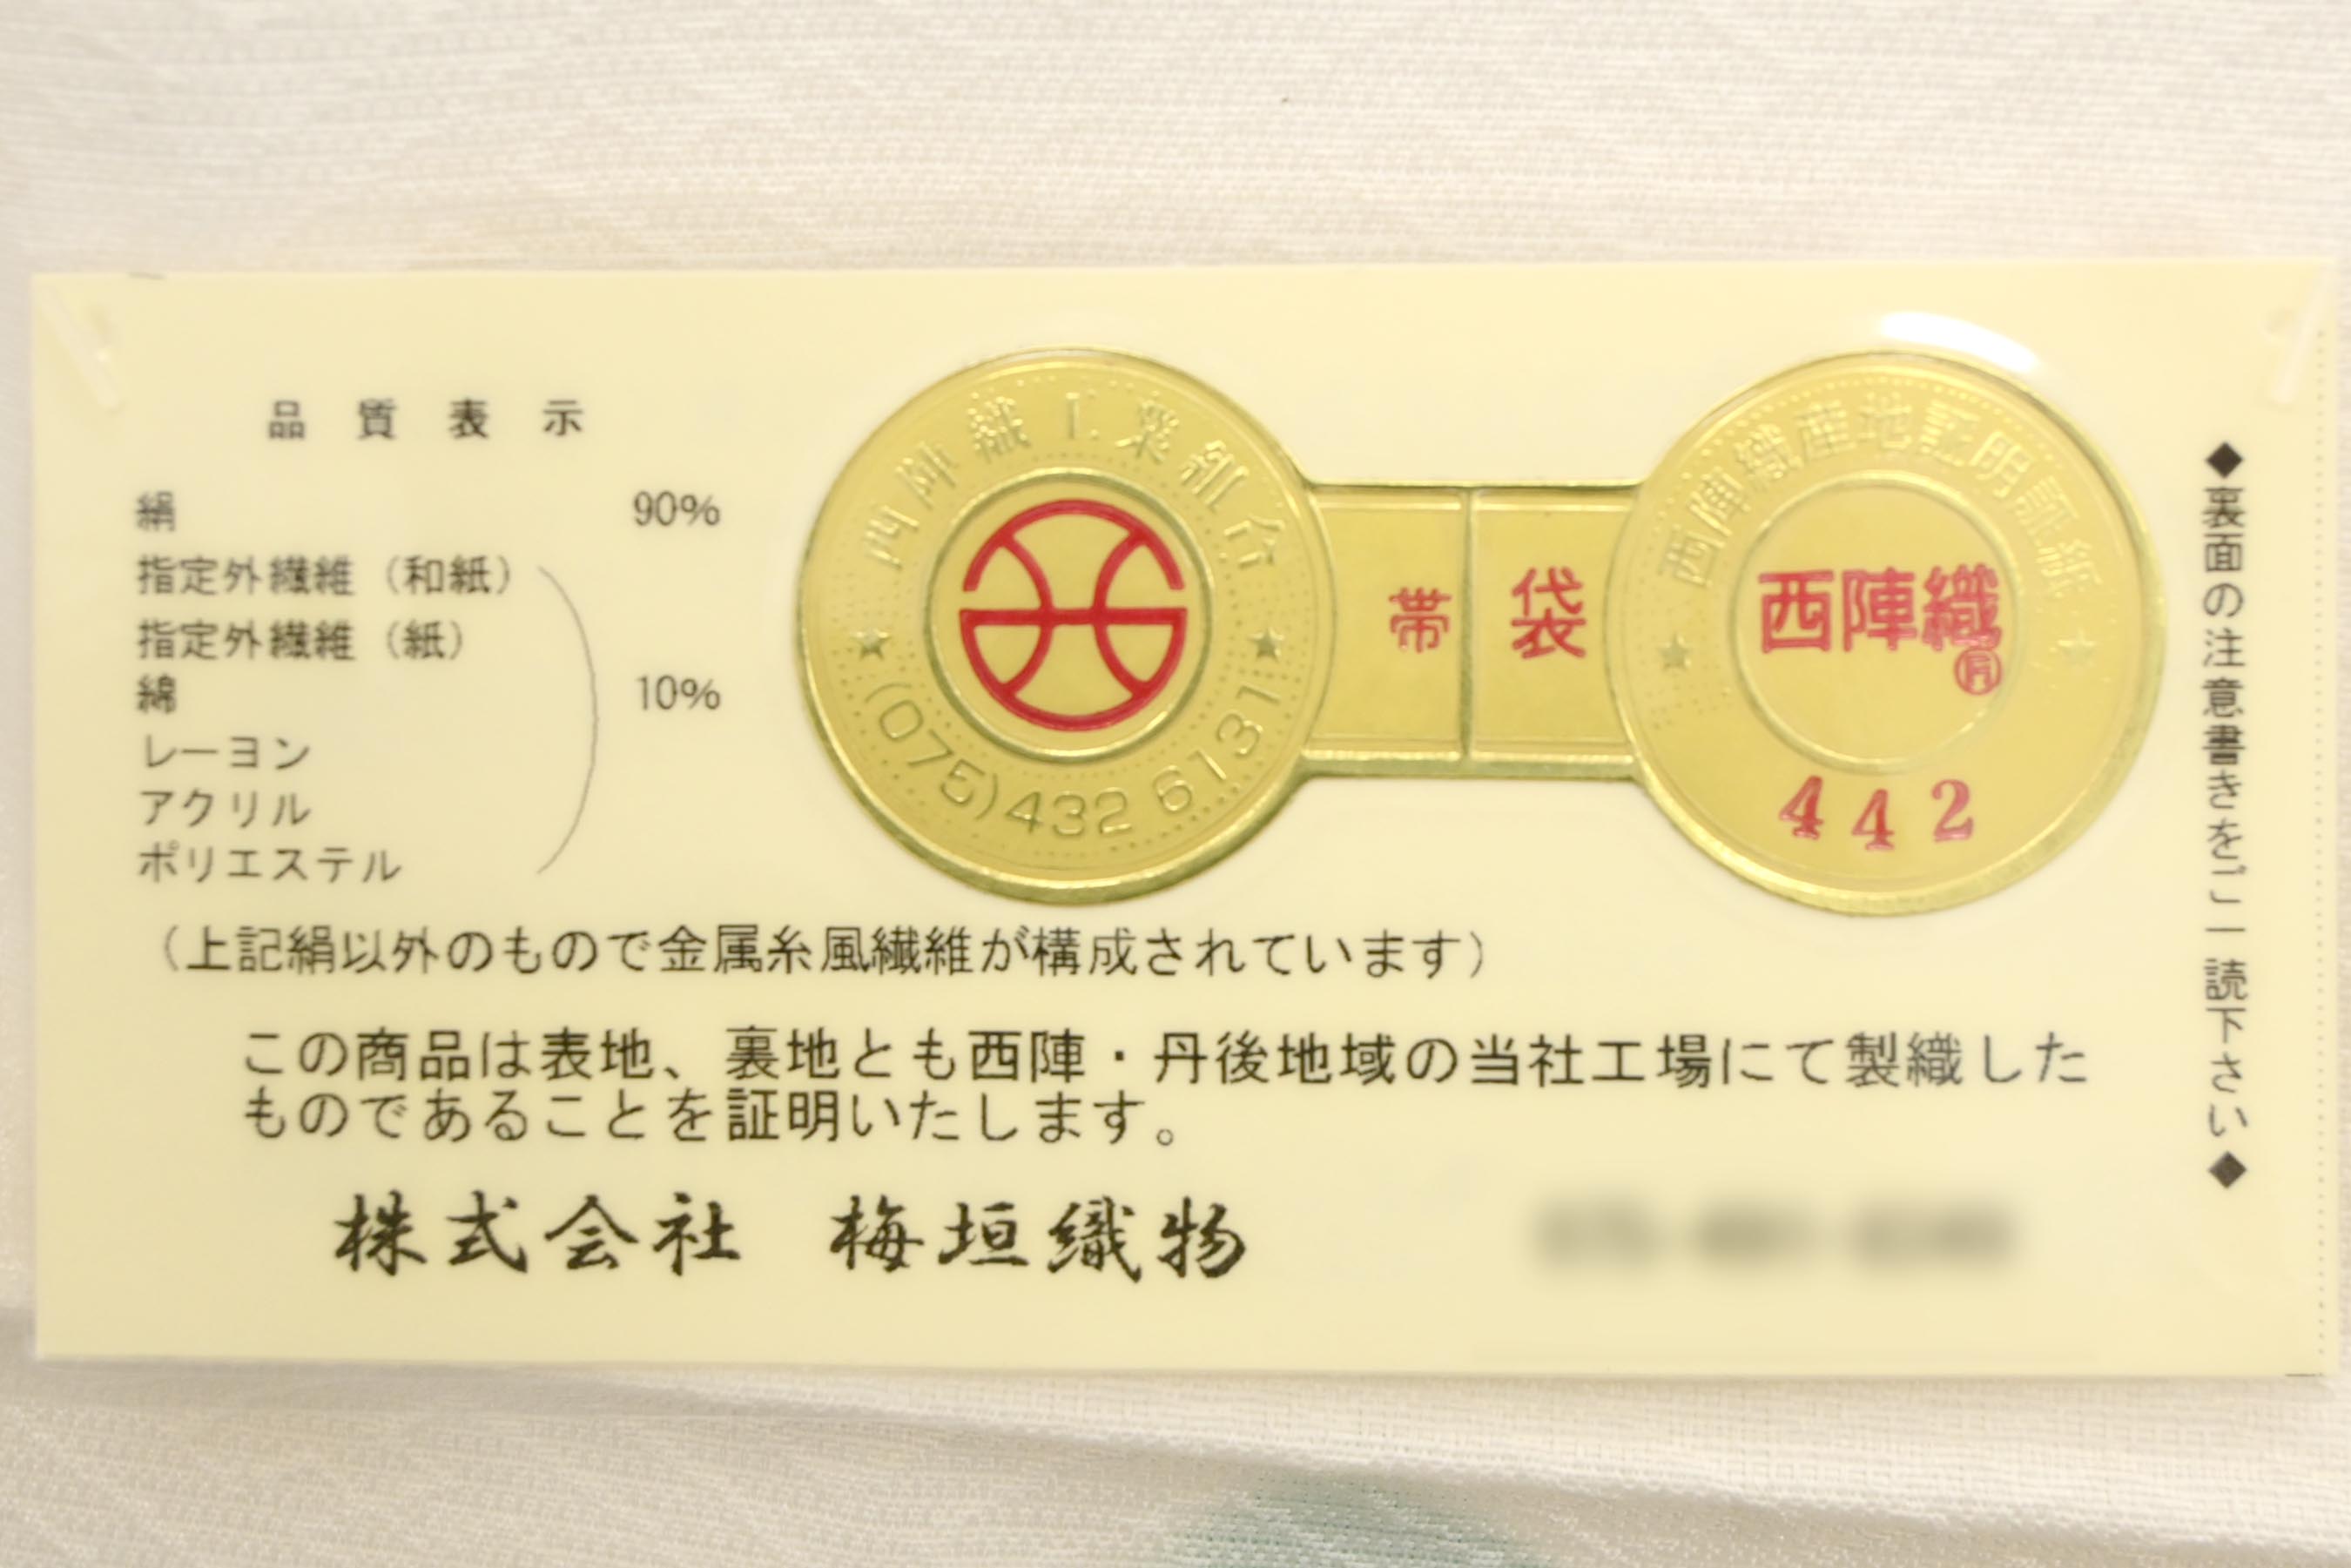 品質表示
絹 90%
指定外繊維（和紙）
指定外繊維（紙）
綿 10%
レーヨン
アクリル
ポリエステル
（上記絹以外のもので金属糸風繊維が構成されています）
西陣織工業組合
(075)432 6131
帯
袋
西陣織産地証明証紙
西陣織
442
この商品は表地、裏地とも西陣・丹後地域の当社工場にて製織した
ものであることを証明いたします。
株式会社 梅垣織物
◆裏面の注意書きをご一読下さい◆